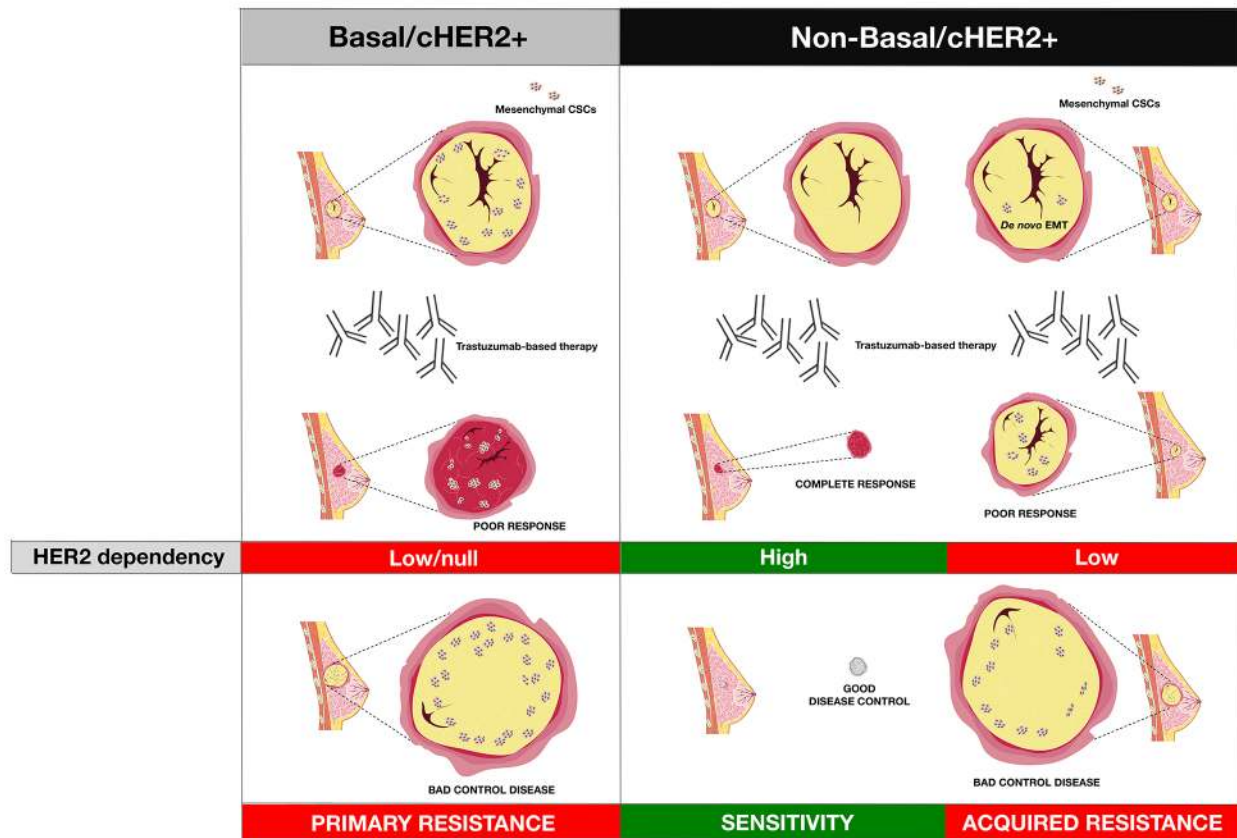 Basal/cHER2+
Non-Basal/cHER2+
Mesenchymal CSCs
Mesenchymal CSCs
De novo EMT
Trastuzumab-based therapy
Trastuzumab-based therapy
POOR RESPONSE
COMPLETE RESPONSE
POOR RESPONSE
HER2 dependency
Low/null
High
Low
BAD CONTROL DISEASE
GOOD
DISEASE CONTROL
BAD CONTROL DISEASE
PRIMARY RESISTANCE
SENSITIVITY
ACQUIRED RESISTANCE